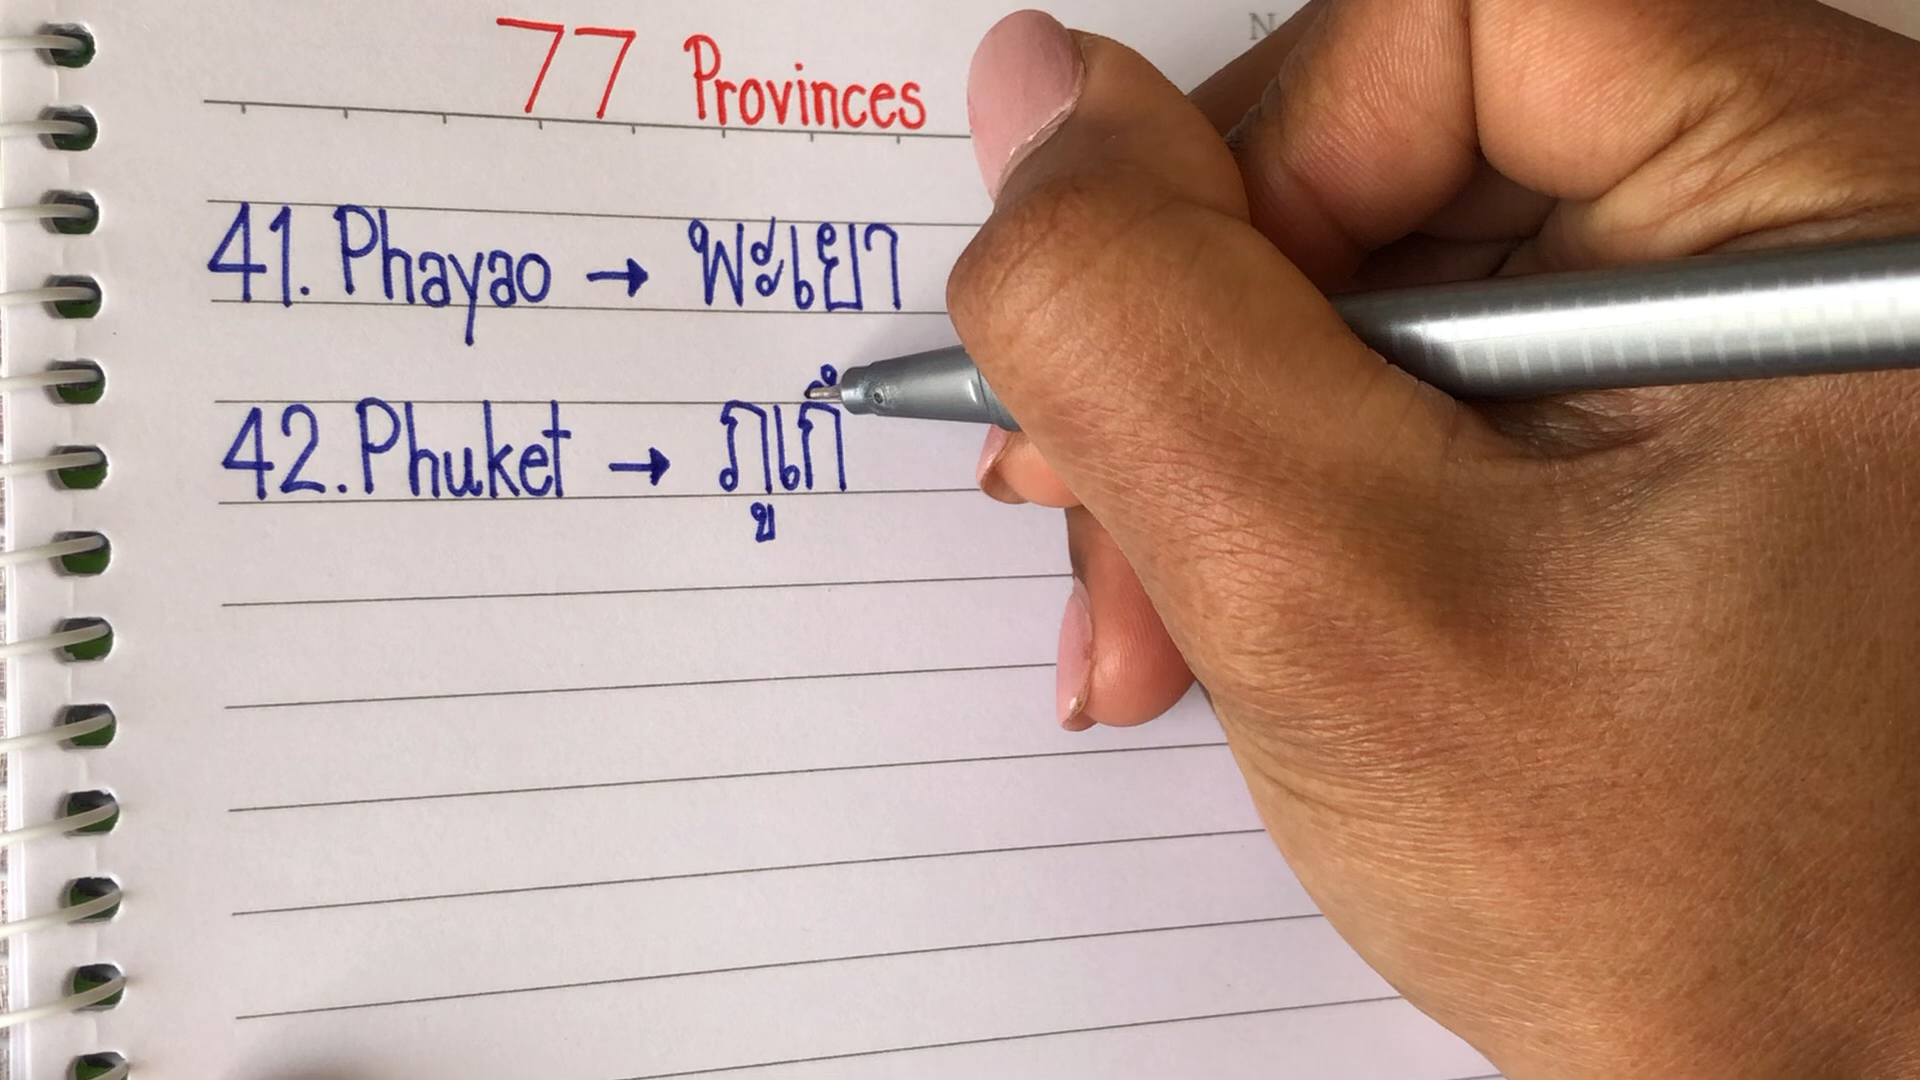 77 Provinces
41. Phayao → พะเยา
42. Phuket → ภูเก็